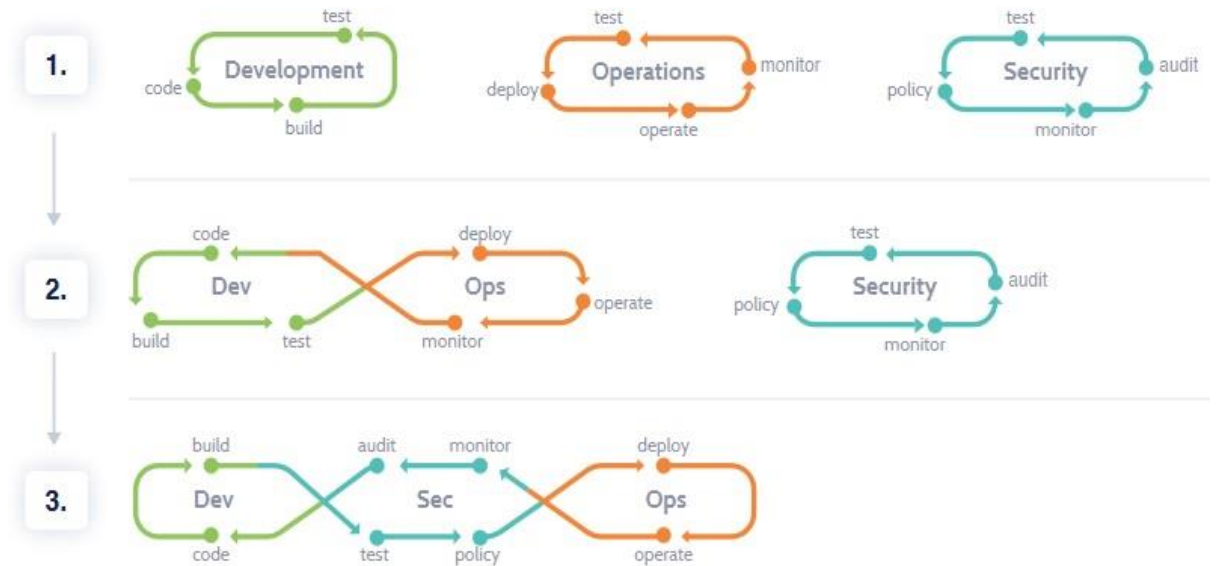 1.
test
Development
code
build
test
Operations
monitor
deploy
operate
test
Security
audit
policy
monitor
2.
code
Dev
build
test
deploy
Ops
operate
monitor
test
Security
audit
policy
monitor
3.
build
Dev
code
audit
monitor
Sec
test
policy
deploy
Ops
operate